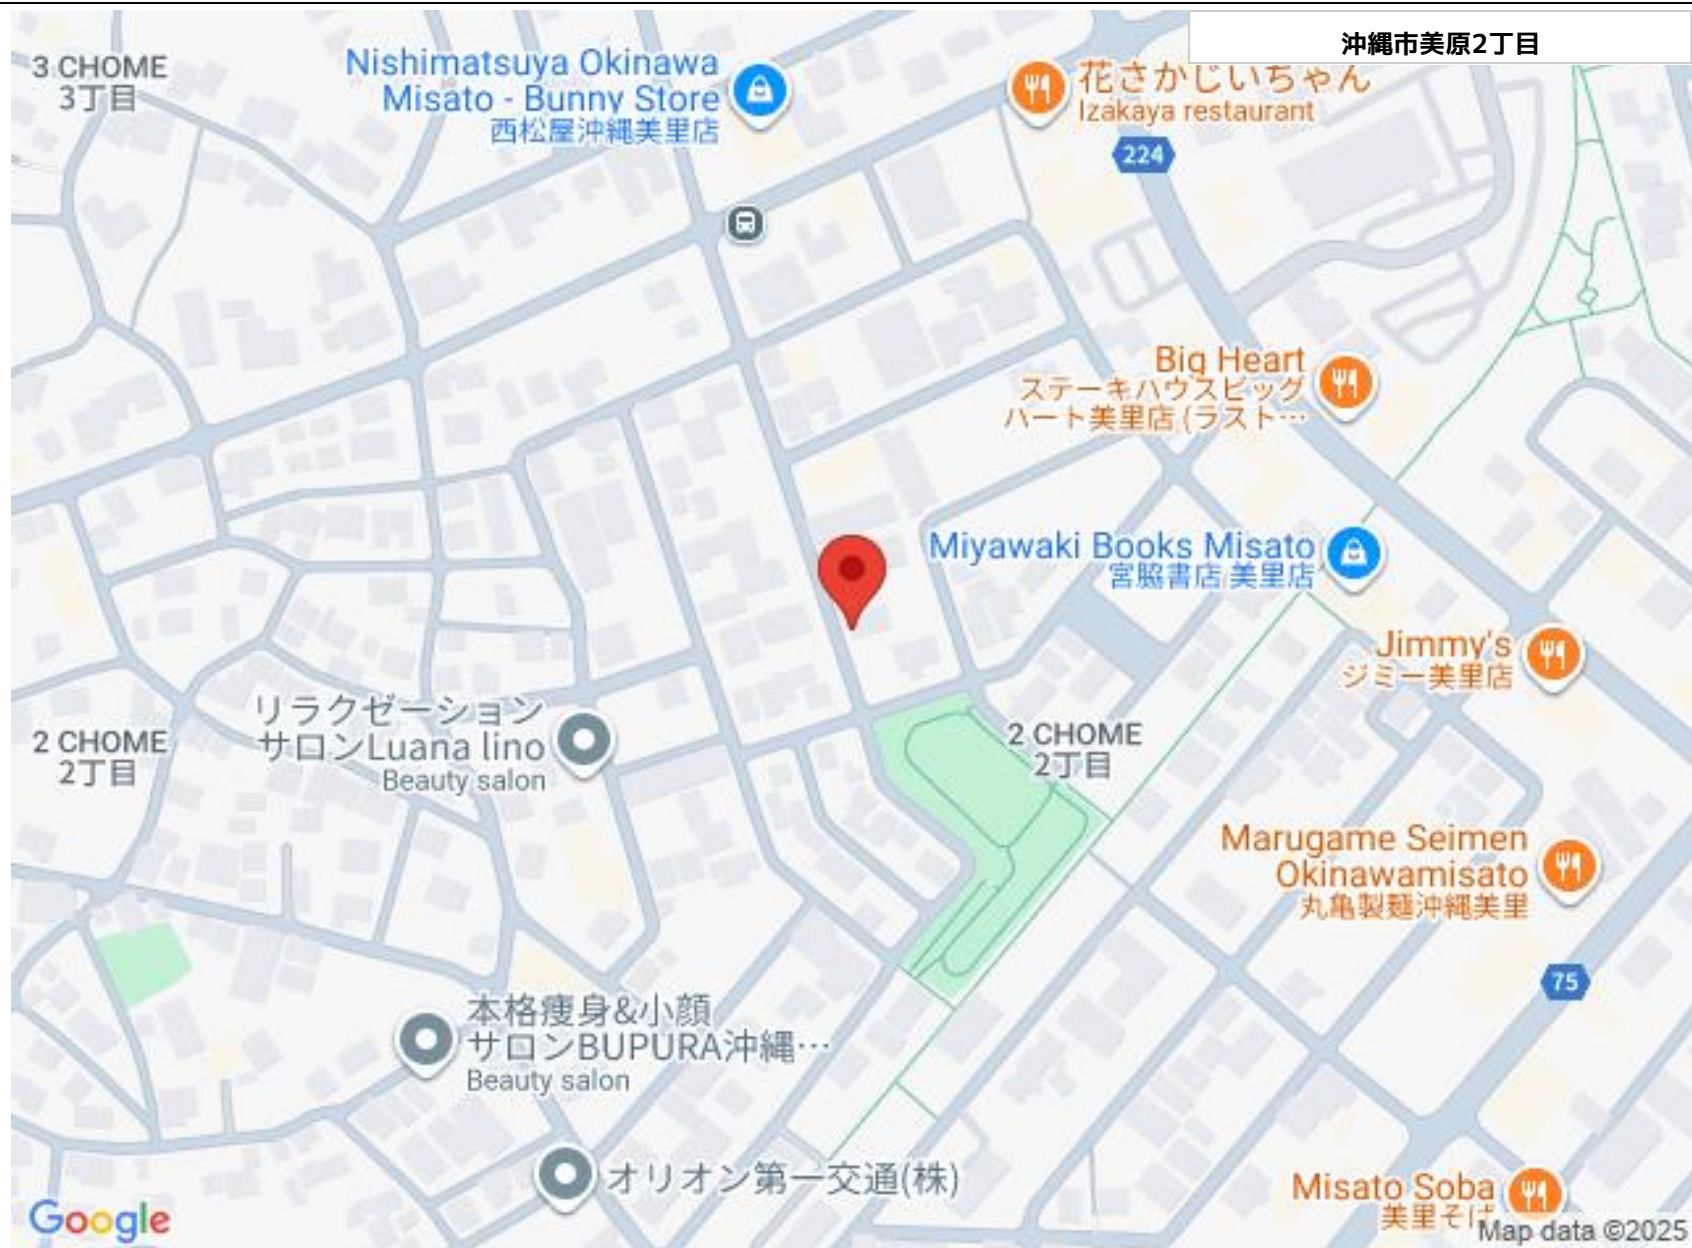 沖縄市美原2丁目
3 CHOME
3丁目
Nishimatsuya Okinawa
Misato - Bunny Store
西松屋沖縄美里店
花さかじいちゃん
Izakaya restaurant
224
Big Heart
ステーキハウスビッグ
ハート美里店 (ラスト…
Miyawaki Books Misato
宮脇書店 美里店
Jimmy's
ジミー美里店
リラクゼーション
サロンLuana lino
Beauty salon
2 CHOME
2丁目
2 CHOME
2丁目
Marugame Seimen
Okinawamisato
丸亀製麺沖縄美里
75
本格痩身&小顔
サロンBUPURA沖縄…
Beauty salon
オリオン第一交通(株)
Misato Soba
美里そば
Google
Map data ©2025